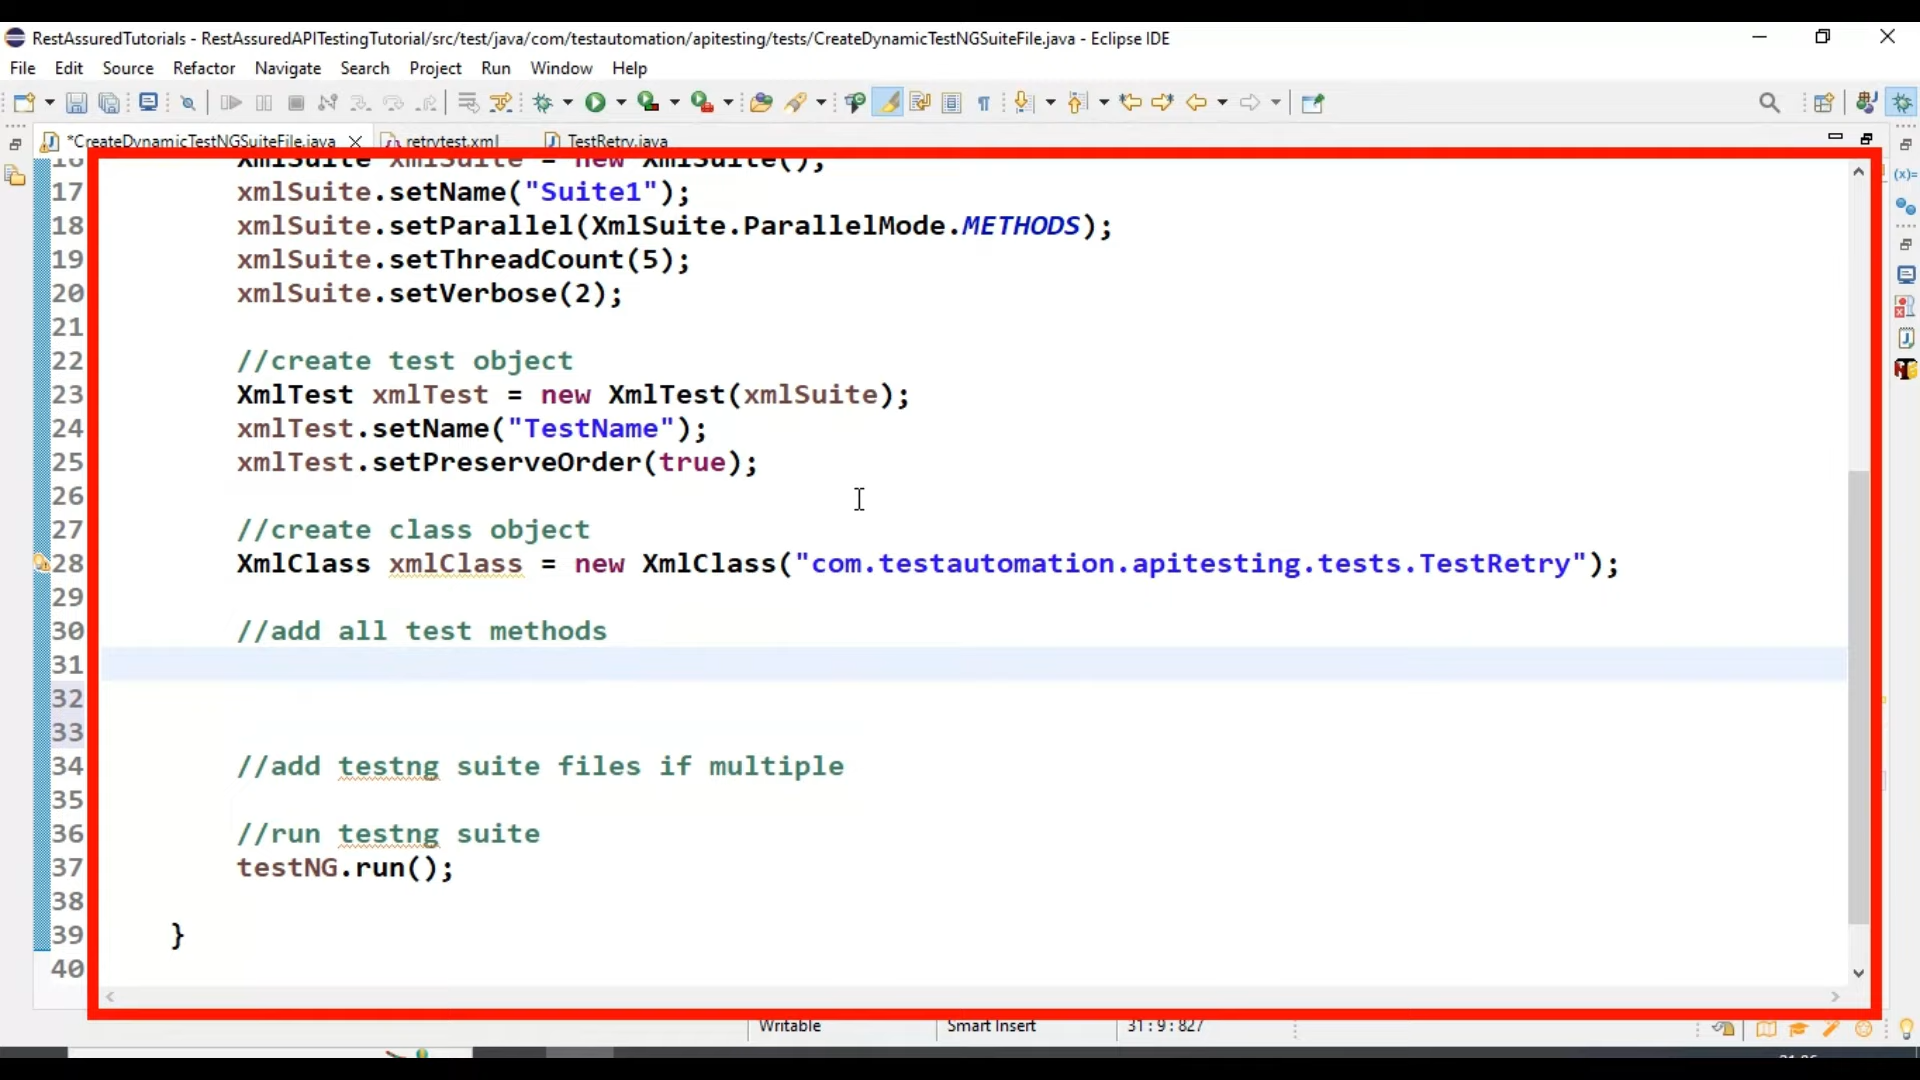 RestAssuredTutorials - RestAssuredAPITestingTutorial/src/test/java/com/testautomation/apitesting/tests/CreateDynamicTestNGSuiteFile.java - Eclipse IDE
File Edit Source Refactor Navigate Search Project Run Window Help
*CreateDynamicTestNGSuiteFile.java retrytest.xml TestRetry.java
16 XmlSuite xmlSuite = new XmlSuite();
17 xmlSuite.setName("Suite1");
18 xmlSuite.setParallel(XmlSuite.ParallelMode.METHODS);
19 xmlSuite.setThreadCount(5);
20 xmlSuite.setVerbose(2);
21
22 //create test object
23 XmlTest xmlTest = new XmlTest(xmlSuite);
24 xmlTest.setName("TestName");
25 xmlTest.setPreserveOrder(true);
26
27 //create class object
28 XmlClass xmlClass = new XmlClass("com.testautomation.apitesting.tests.TestRetry");
29
30 //add all test methods
31
32
33
34 //add testng suite files if multiple
35
36 //run testng suite
37 testNG.run();
38
39 }
40
Writable Smart Insert 31 : 9 : 827